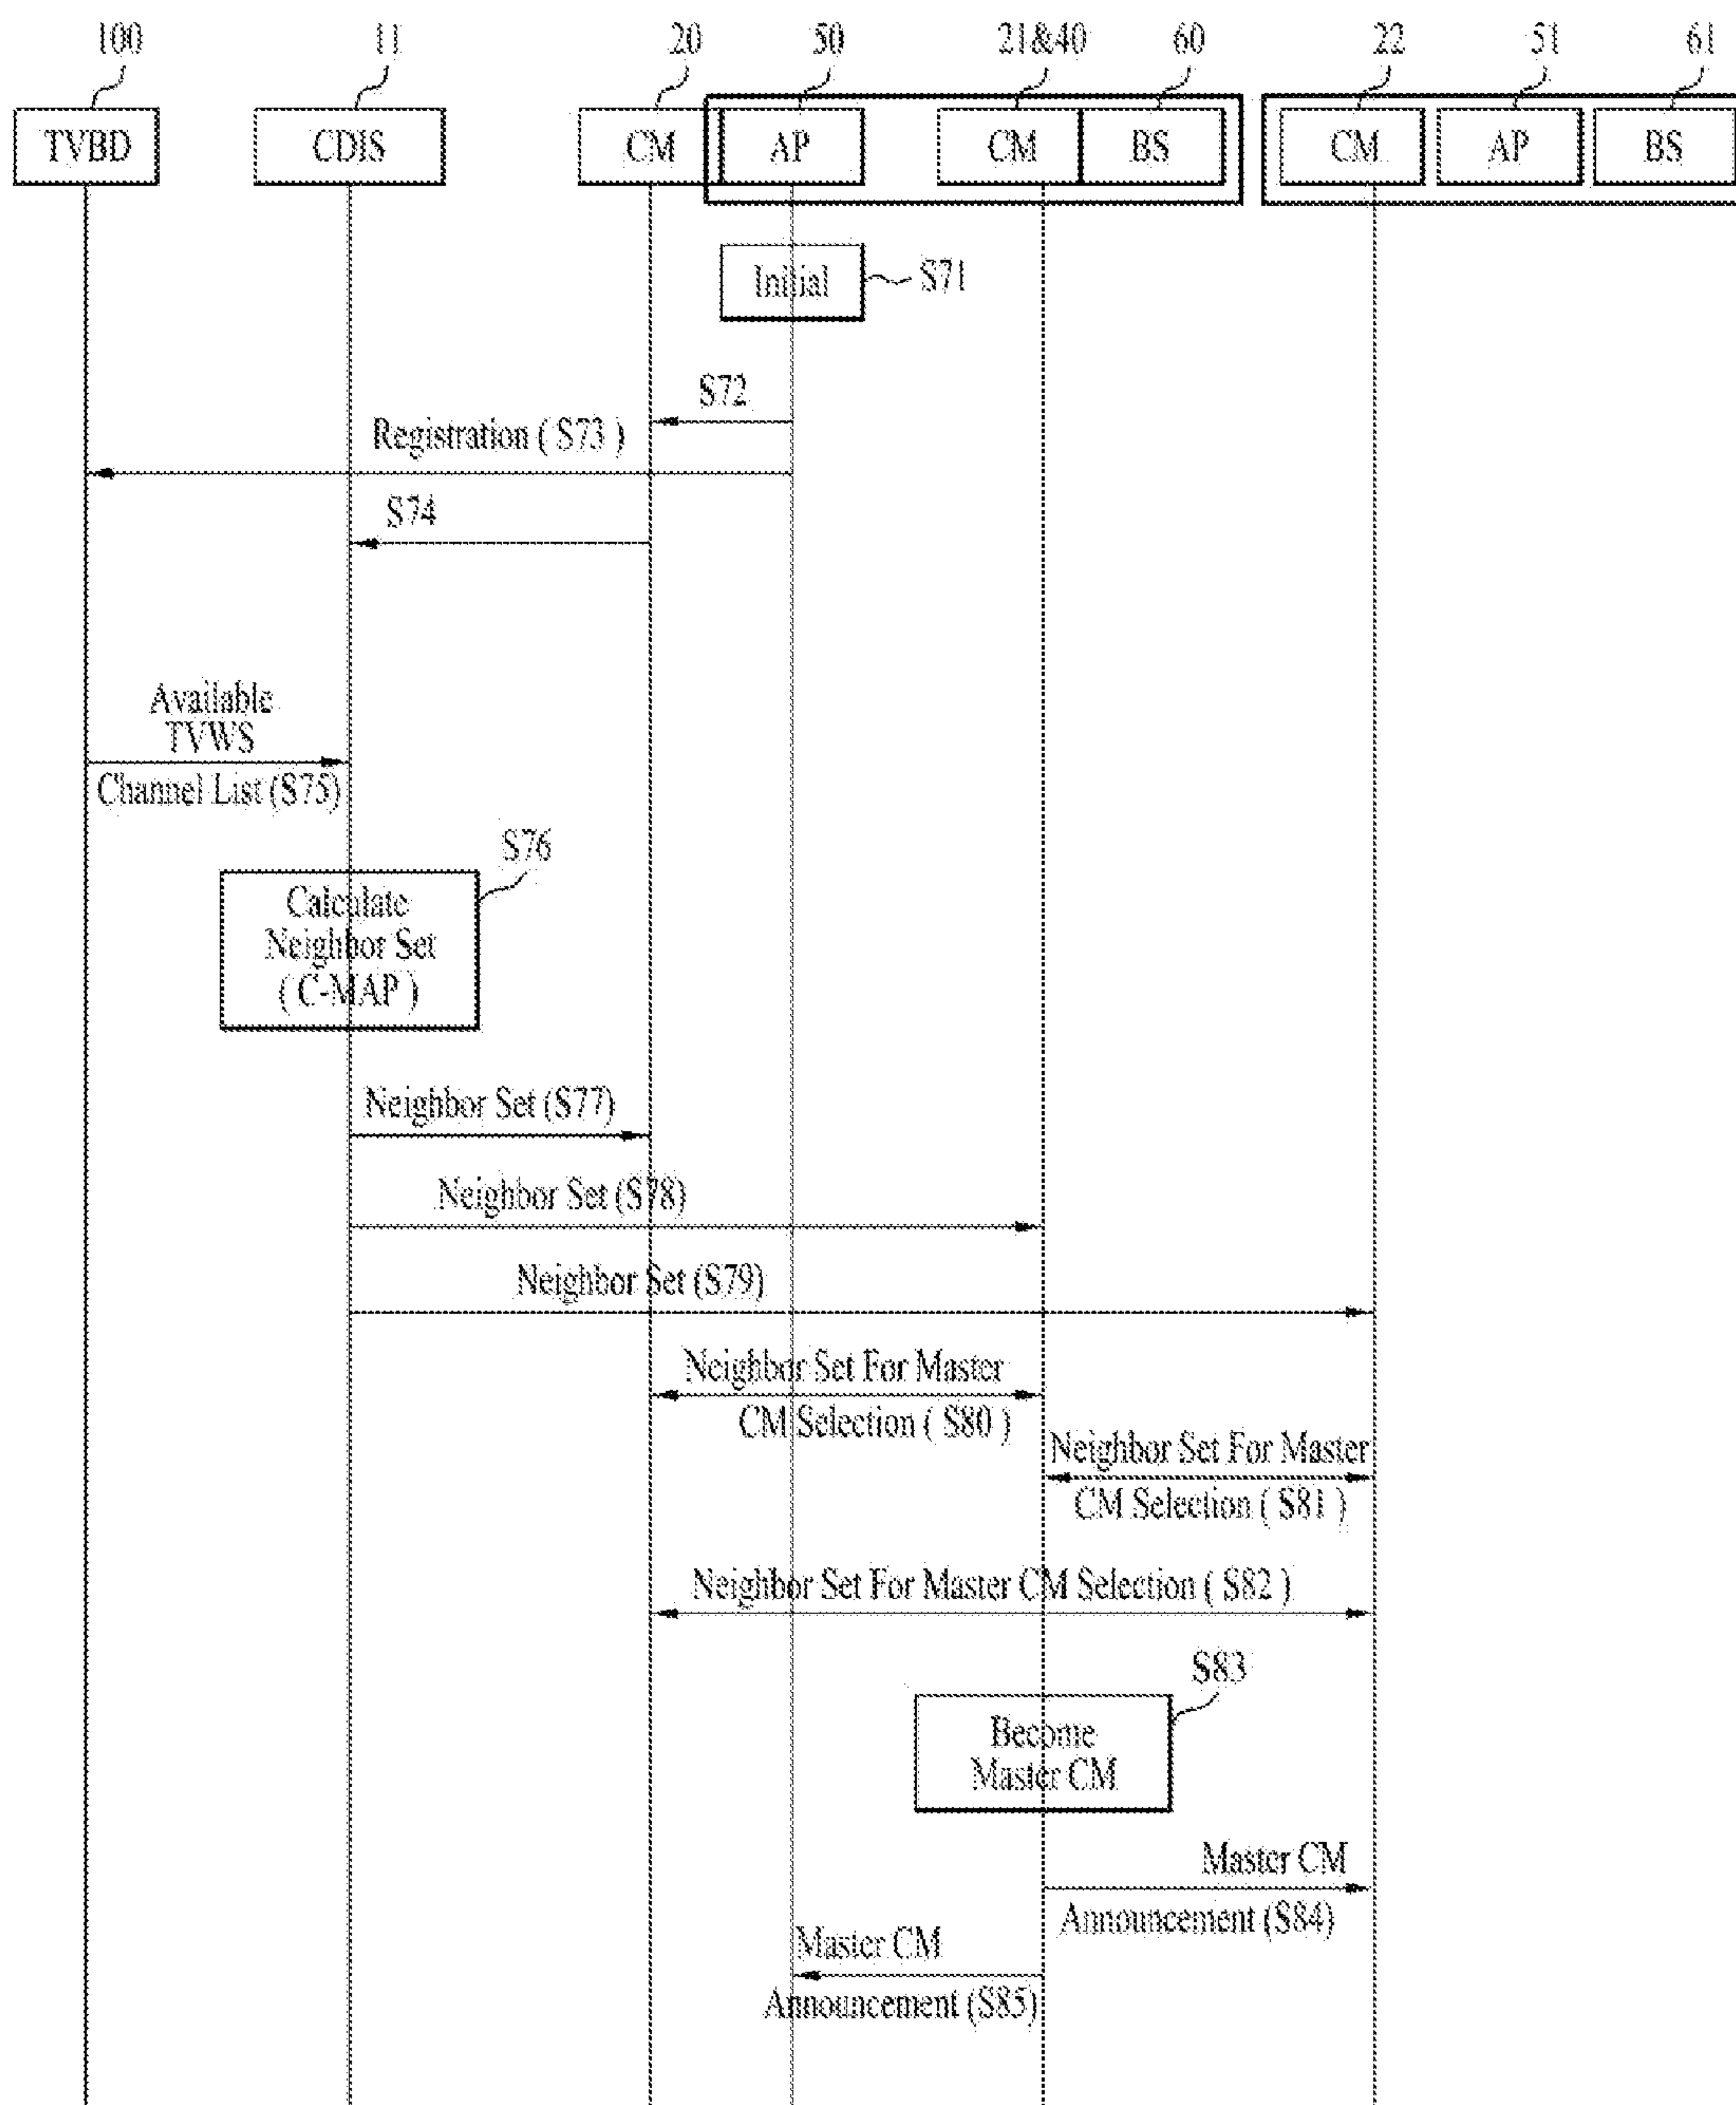 100
11
20
50
21&40
60
22
51
61
TVBD
CDIS
CM
AP
CM
BS
CM
AP
BS
Initial
S71
S72
Registration ( S73 )
S74
Available
TVWS
Channel List (S75)
S76
Calculate
Neighbor Set
( C-MAP )
Neighbor Set (S77)
Neighbor Set (S78)
Neighbor Set (S79)
Neighbor Set For Master
CM Selection ( S80 )
Neighbor Set For Master
CM Selection ( S81 )
Neighbor Set For Master CM Selection ( S82 )
S83
Become
Master CM
Master CM
Announcement (S84)
Master CM
Announcement (S85)